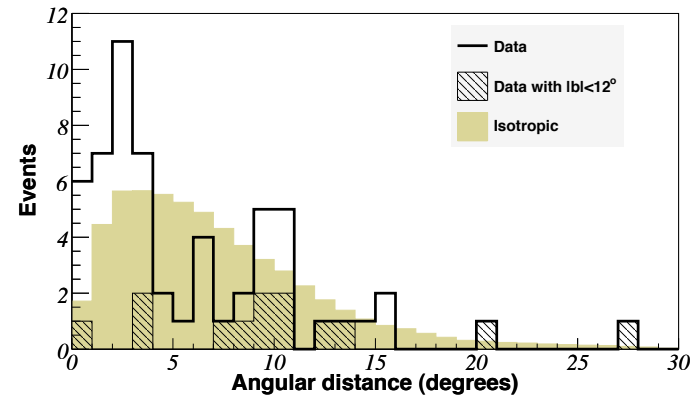 12
10
8
6
4
2
0
Events
Data
Data with |b|<12°
Isotropic
0 5 10 15 20 25 30
Angular distance (degrees)